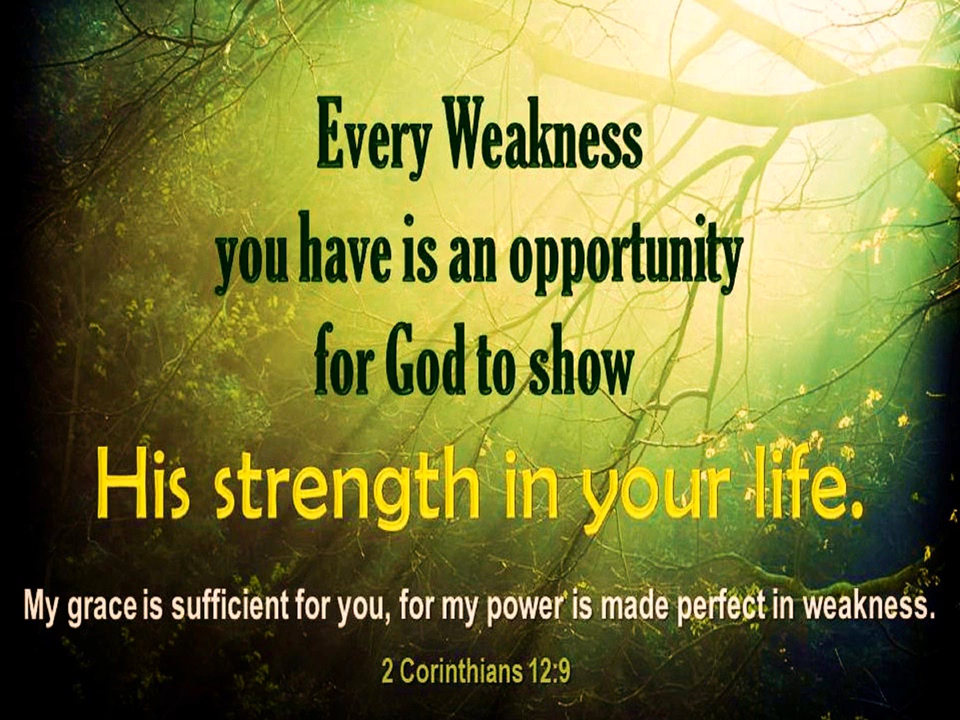 Every Weakness
you have is an opportunity
for God to show
His strength in your life.
My grace is sufficient for you, for my power is made perfect in weakness.
2 Corinthians 12:9